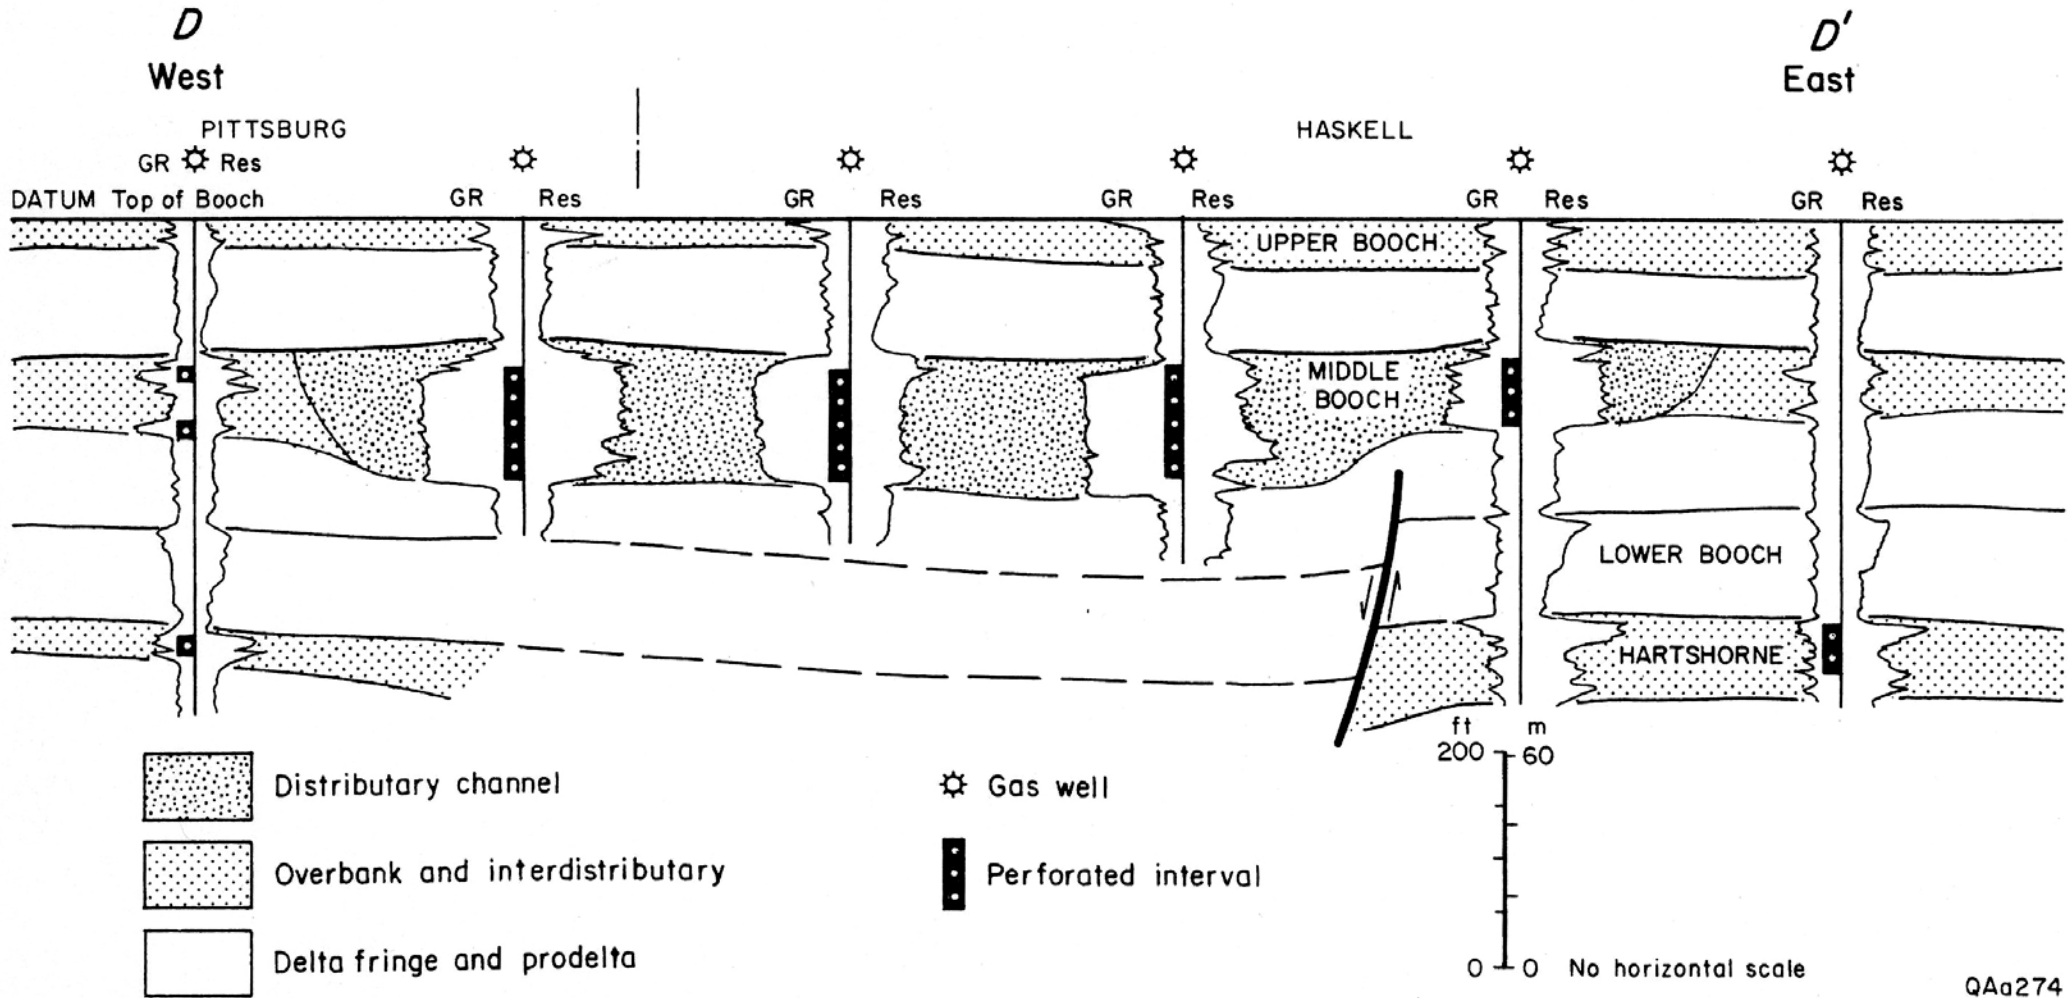 D
West
D'
East
PITTSBURG
HASKELL
GR Res
DATUM Top of Booch
GR Res
GR Res
GR Res
GR Res
GR Res
UPPER BOOCH
MIDDLE
BOOCH
LOWER BOOCH
HARTSHORNE
ft m
200 60
0 0 No horizontal scale
Distributary channel
Overbank and interdistributary
Delta fringe and prodelta
Gas well
Perforated interval
QAa274